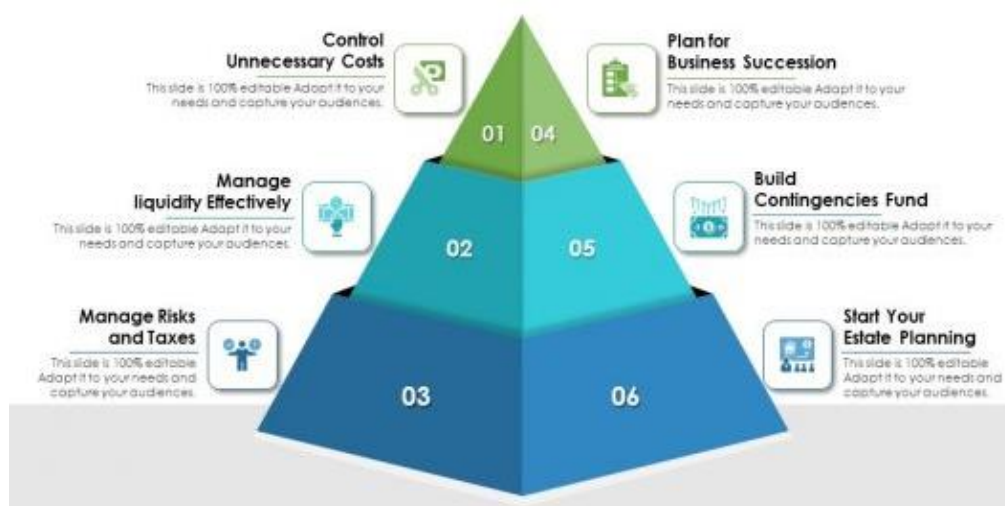 Control
Unnecessary Costs
This slide is 100% editable Adapt it to your
needs and capture your audiences.
01
Manage
liquidity Effectively
This slide is 100% editable Adapt it to your
needs and capture your audiences.
02
Manage Risks
and Taxes
This slide is 100% editable
Adapt it to your needs and
capture your audiences.
03
Plan for
Business Succession
This slide is 100% editable Adapt it to your
needs and capture your audiences.
04
Build
Contingencies Fund
This slide is 100% editable Adapt it to your
needs and capture your audiences.
05
Start Your
Estate Planning
This slide is 100% editable
Adapt it to your needs and
capture your audiences.
06